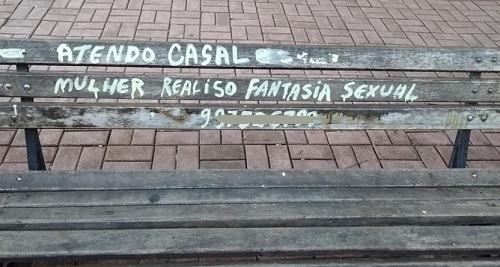 ATENDO CASAL
MULHER REALISO FANTASIA SEXUAL